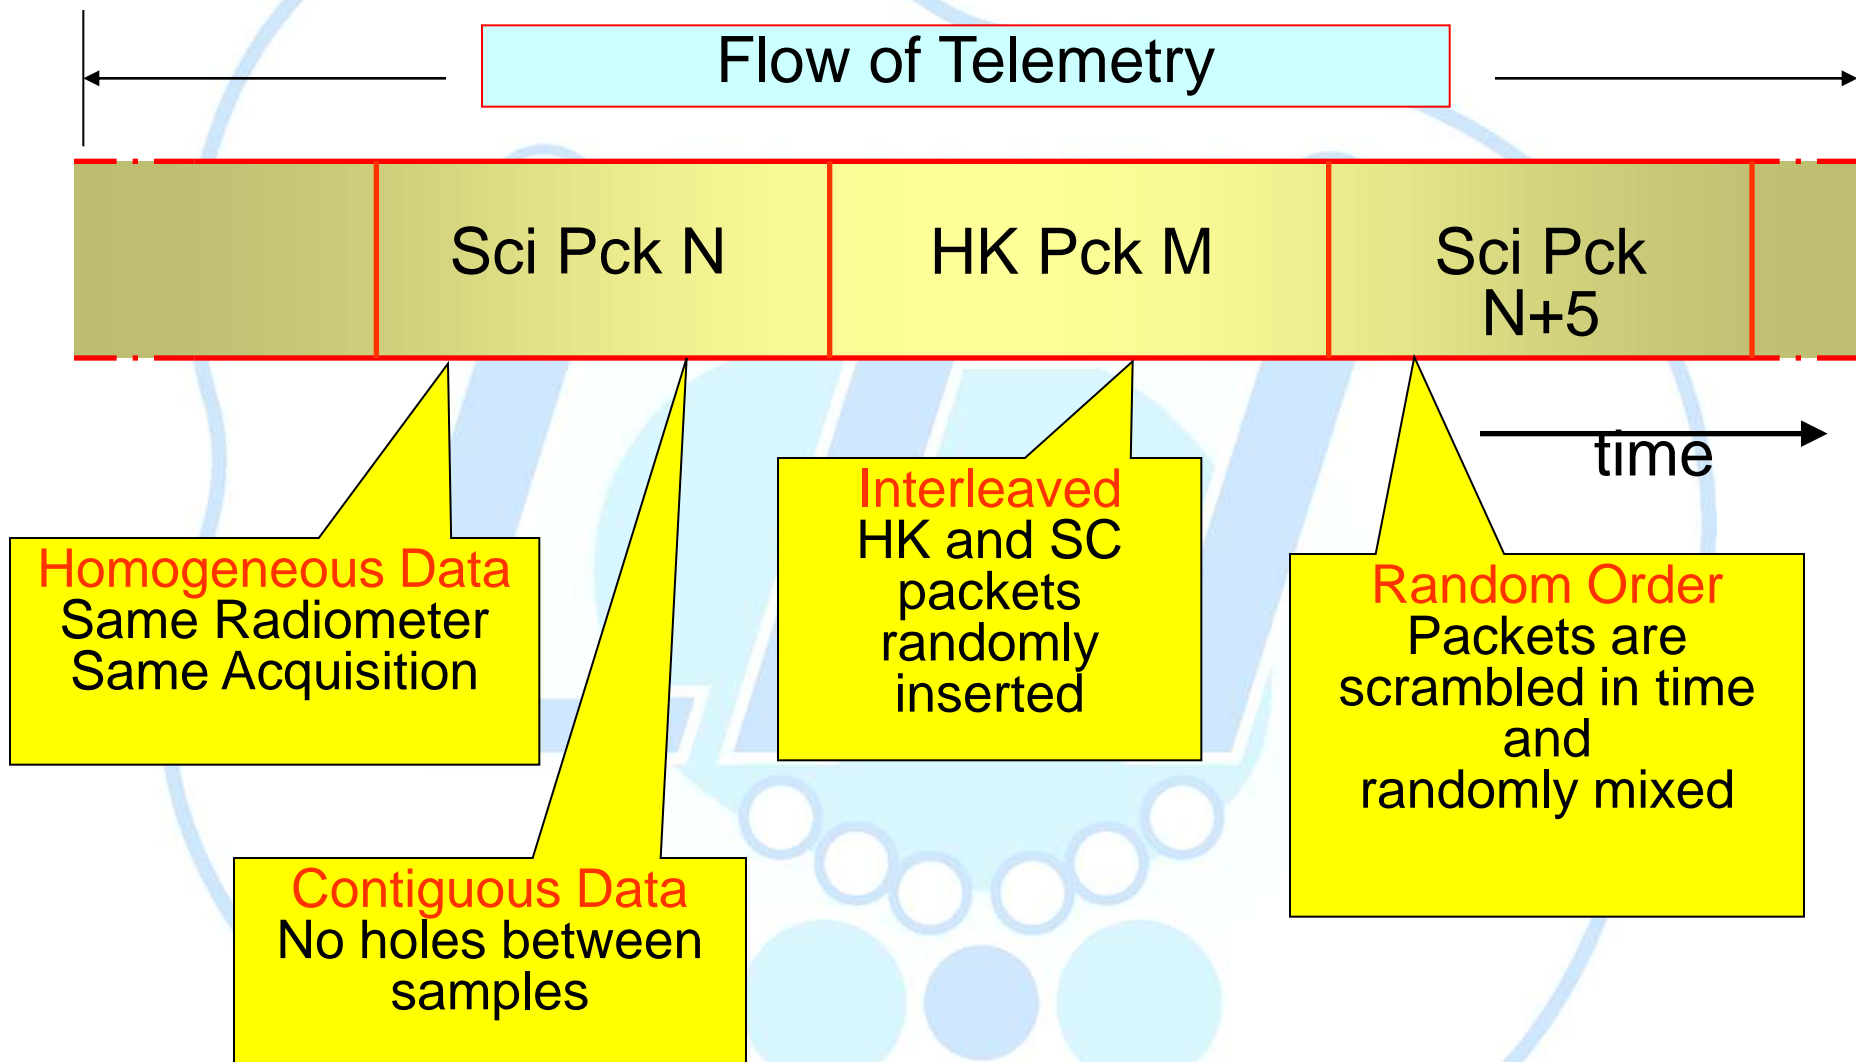 Flow of Telemetry
Sci Pck N
HK Pck M
Sci Pck
N+5
time
Homogeneous Data
Same Radiometer
Same Acquisition
Contiguous Data
No holes between
samples
Interleaved
HK and SC
packets
randomly
inserted
Random Order
Packets are
scrambled in time
and
randomly mixed
LFI